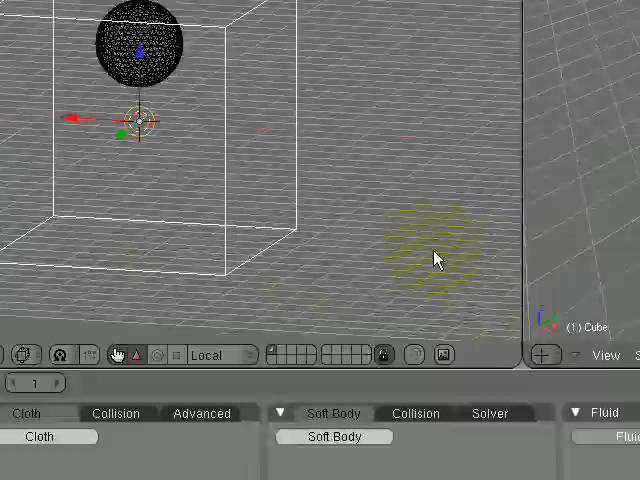 (1) Cube
Local
View
1
Cloth Collision Advanced Soft Body Collision Solver Fluid
Cloth Soft Body